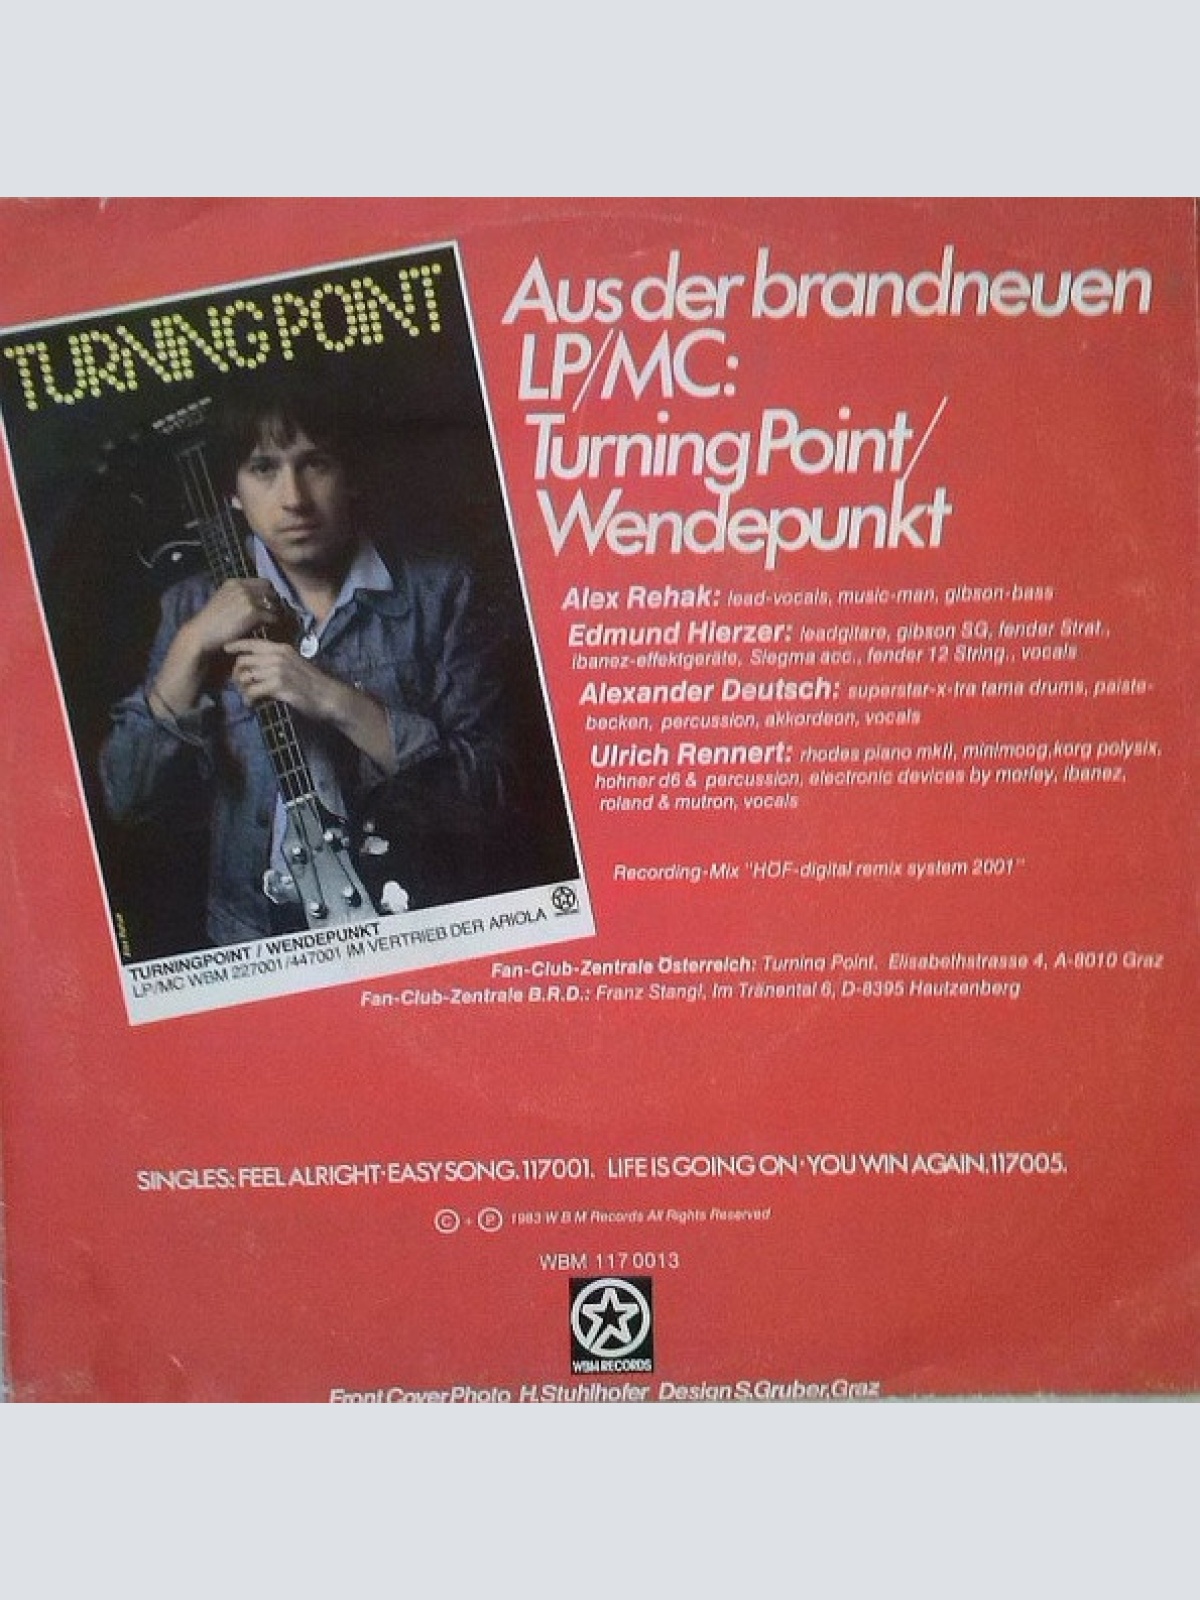 TURNING POINT
TURNINGPOINT / WENDEPUNKT
LP/MC WBM 227001/447001 IM VERTRIEB DER ARIOLA
Aus der brandneuen
LP/MC:
Turning Point/
Wendepunkt
Alex Rehak: lead-vocals, music-man, gibson-bass
Edmund Hierzer: leadgitare, gibson SG, fender Strat.,
ibanez-effektgeräte, Slegma acc., fender 12 String., vocals
Alexander Deutsch: superstar-x-tra tama drums, paiste-
becken, percussion, akkordeon, vocals
Ulrich Rennert: rhodes piano mkII, minimoog, korg polysix,
hohner d6 & percussion, electronic devices by morley, ibanez,
roland & mutron, vocals
Recording-Mix "HÖF-digital remix system 2001"
Fan-Club-Zentrale Österreich: Turning Point, Elisabethstrasse 4, A-8010 Graz
Fan-Club-Zentrale B.R.D.: Franz Stangl, Im Tränental 6, D-8395 Hautzenberg
SINGLES: FEEL ALRIGHT·EASY SONG.117001. LIFE IS GOING ON·YOU WIN AGAIN.117005.
© + ℗ 1983 W B M Records All Rights Reserved
WBM 117 0013
WBM RECORDS
Front Cover Photo H.Stuhlhofer Design S.Gruber,Graz